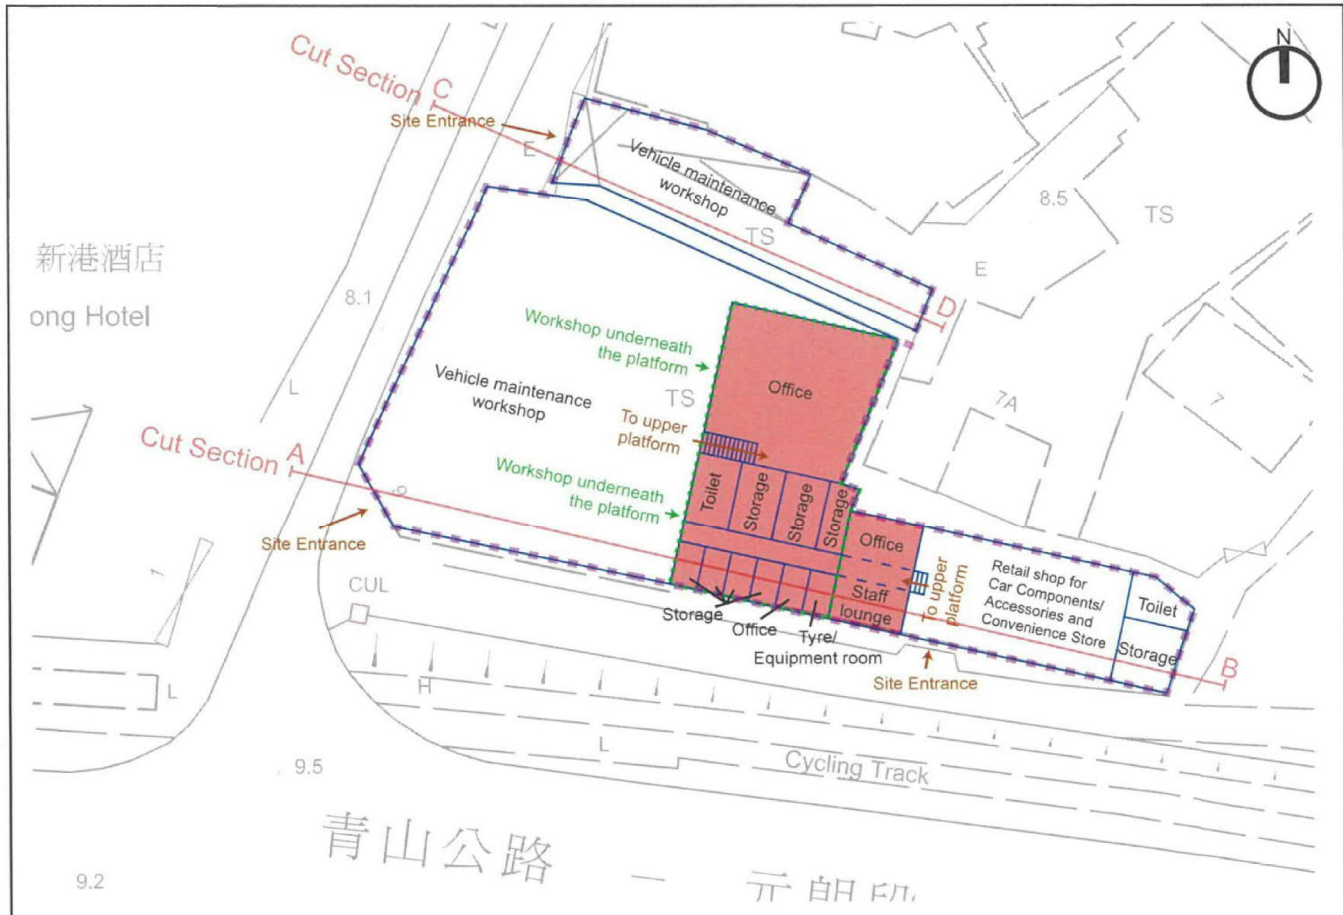 N
Cut Section
C
Site Entrance
E
Vehicle maintenance
workshop
8.5
TS
TS
新港酒店
ong Hotel
8.1
E
D
Workshop underneath
the platform
Office
Vehicle maintenance
workshop
TS
L
7A
7
To upper
platform
Cut Section
A
Workshop underneath
the platform
Toilet
Storage
Storage
Storage
Site Entrance
Office
Retail shop for
Car Components/
Accessories and
Convenience Store
To upper
platform
Staff
lounge
Toilet
Storage
CUL
Storage
Office
Tyre/
Equipment room
Site Entrance
B
L
H
L
Cycling Track
9.5
青山公路
9.2